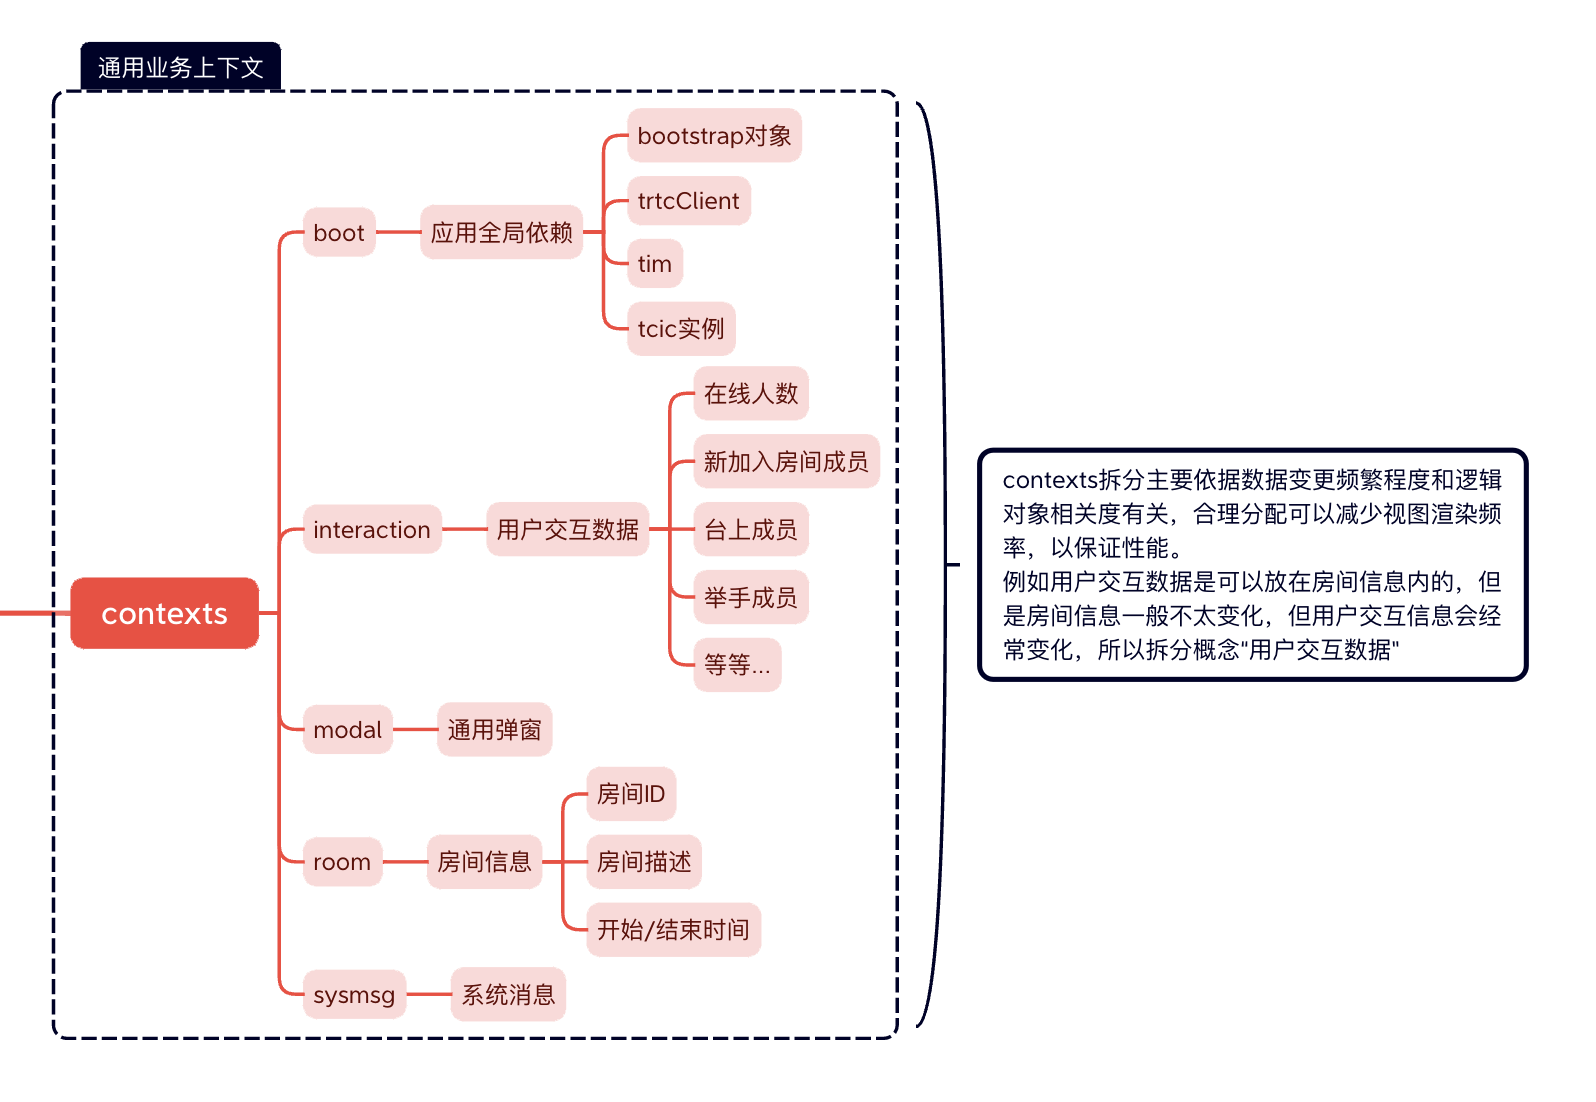 通用业务上下文
contexts
boot
应用全局依赖
bootstrap对象
trtcClient
tim
tcic实例
interaction
用户交互数据
在线人数
新加入房间成员
台上成员
举手成员
等等...
modal
通用弹窗
room
房间信息
房间ID
房间描述
开始/结束时间
sysmsg
系统消息
contexts拆分主要依据数据变更频繁程度和逻辑
对象相关度有关，合理分配可以减少视图渲染频
率，以保证性能。
例如用户交互数据是可以放在房间信息内的，但
是房间信息一般不太变化，但用户交互信息会经
常变化，所以拆分概念"用户交互数据"